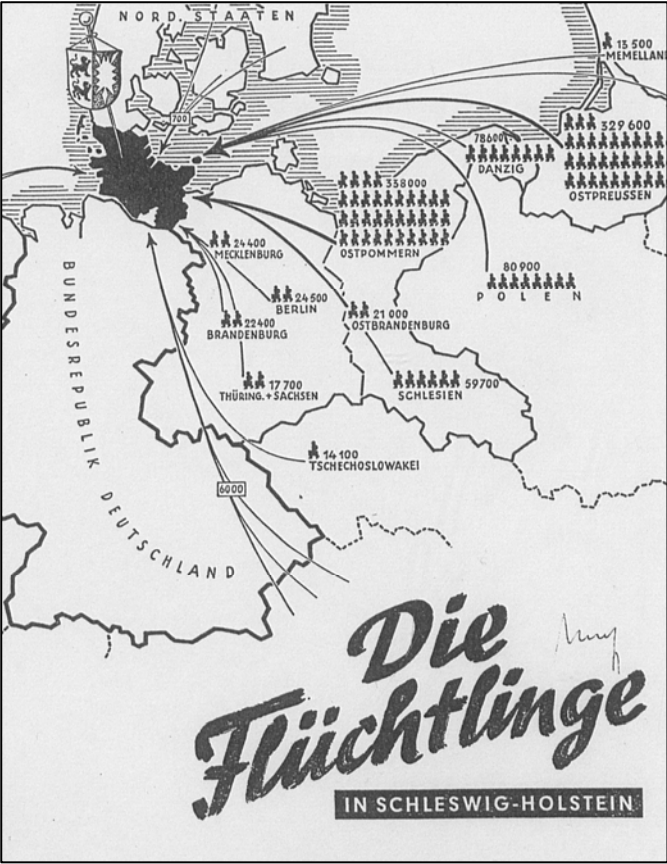 NORD. STAATEN
13 500
MEMELLAND
700
329 600
OSTPREUSSEN
78600
DANZIG
358000
OSTPOMMERN
24 400
MECKLENBURG
80 900
POLEN
24 500
BERLIN
21 000
OSTBRANDENBURG
22400
BRANDENBURG
17 700
THÜRING. + SACHSEN
59700
SCHLESIEN
14 100
TSCHECHOSLOWAKEI
6000
BUNDESREPUBLIK DEUTSCHLAND
Die
Flüchtlinge
IN SCHLESWIG-HOLSTEIN